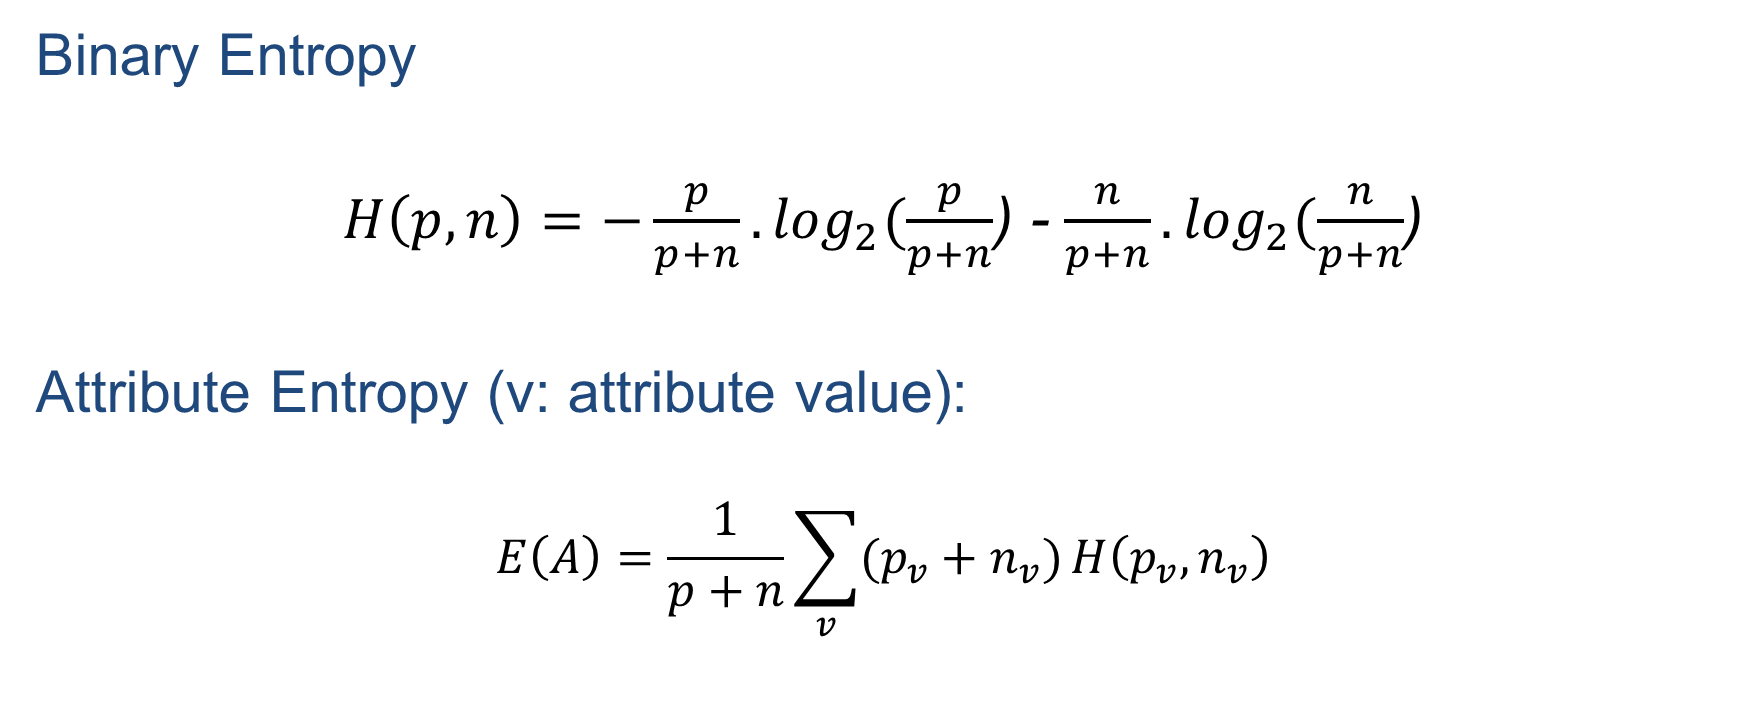 Binary Entropy
H(p,n) = − p/(p+n) . log₂(p/(p+n)) - n/(p+n) . log₂(n/(p+n))
Attribute Entropy (v: attribute value):
E(A) = 1/(p + n) ∑ᵥ (pᵥ + nᵥ) H(pᵥ, nᵥ)